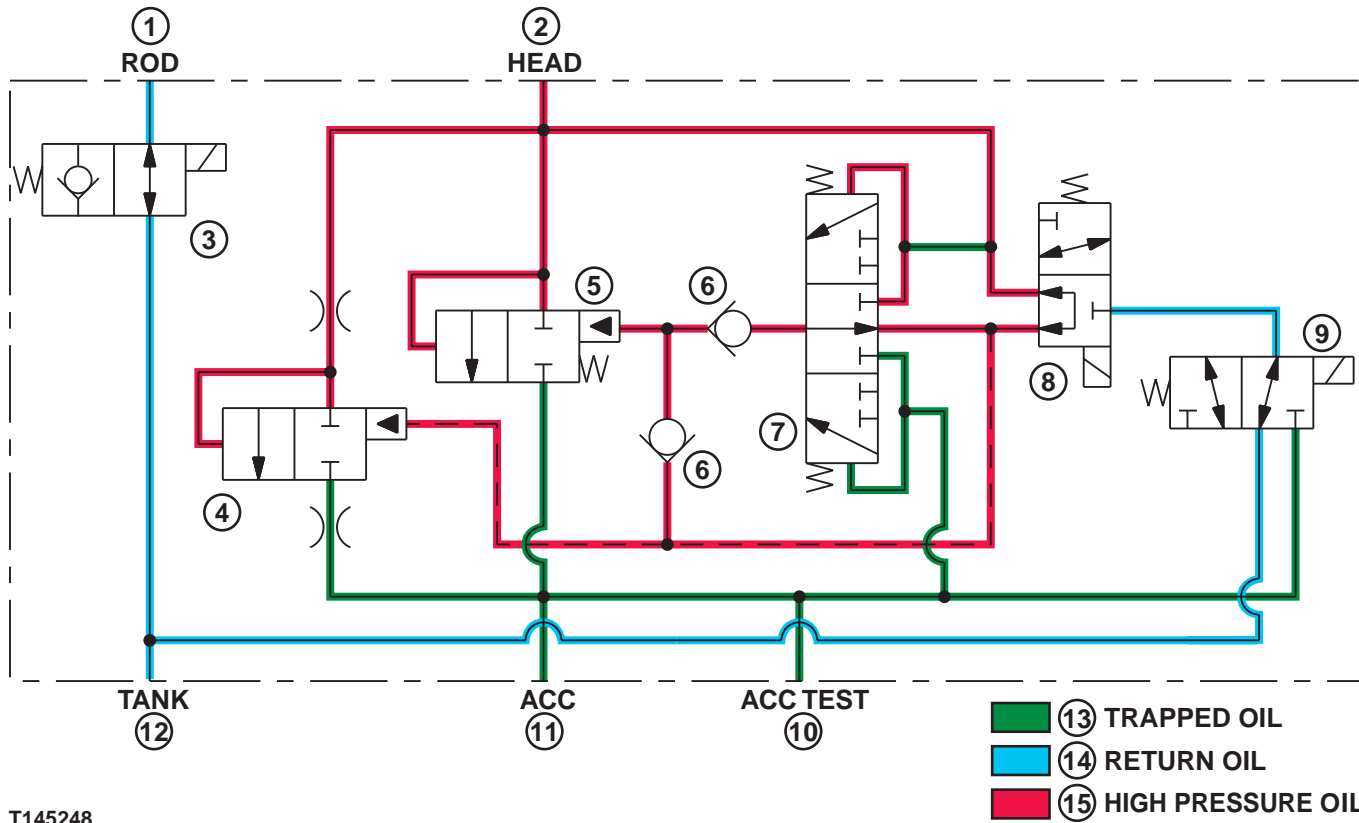 1
ROD
2
HEAD
3
4
5
6
6
7
8
9
TANK
12
ACC
11
ACC TEST
10
13 TRAPPED OIL
14 RETURN OIL
15 HIGH PRESSURE OIL
T145248